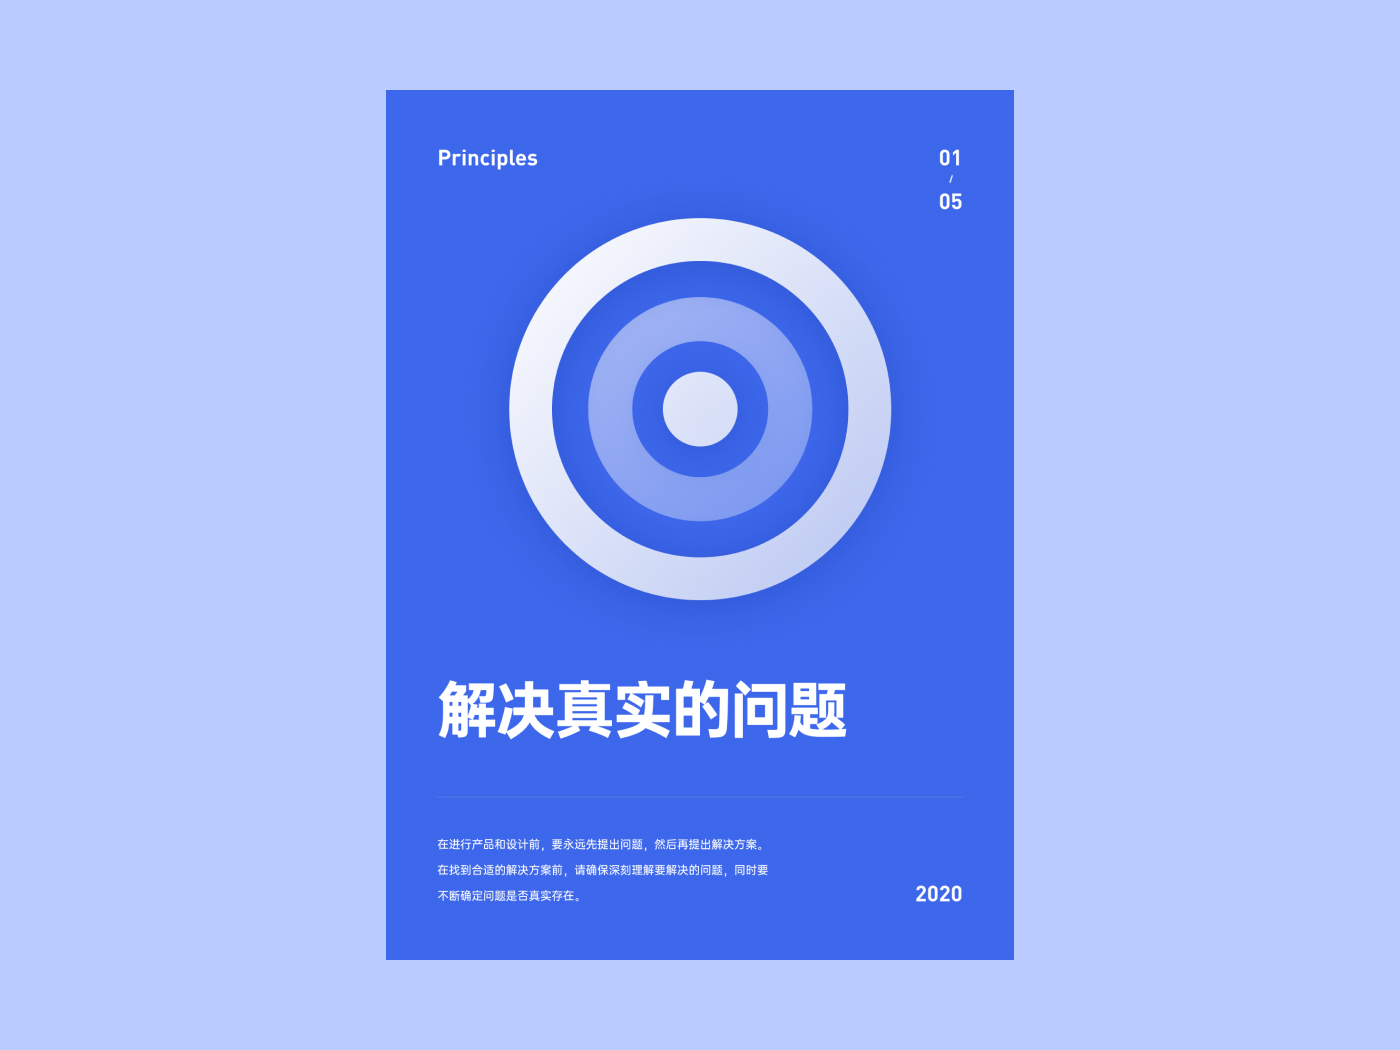 Principles
01
/
05
解决真实的问题
在进行产品和设计前，要永远先提出问题，然后再提出解决方案。
在找到合适的解决方案前，请确保深刻理解要解决的问题，同时要
不断确定问题是否真实存在。
2020